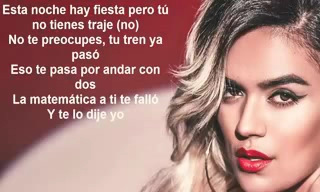 Esta noche hay fiesta pero tú
no tienes traje (no)
No te preocupes, tu tren ya
pasó
Eso te pasa por andar con
dos
La matemática a ti te falló
Y te lo dije yo